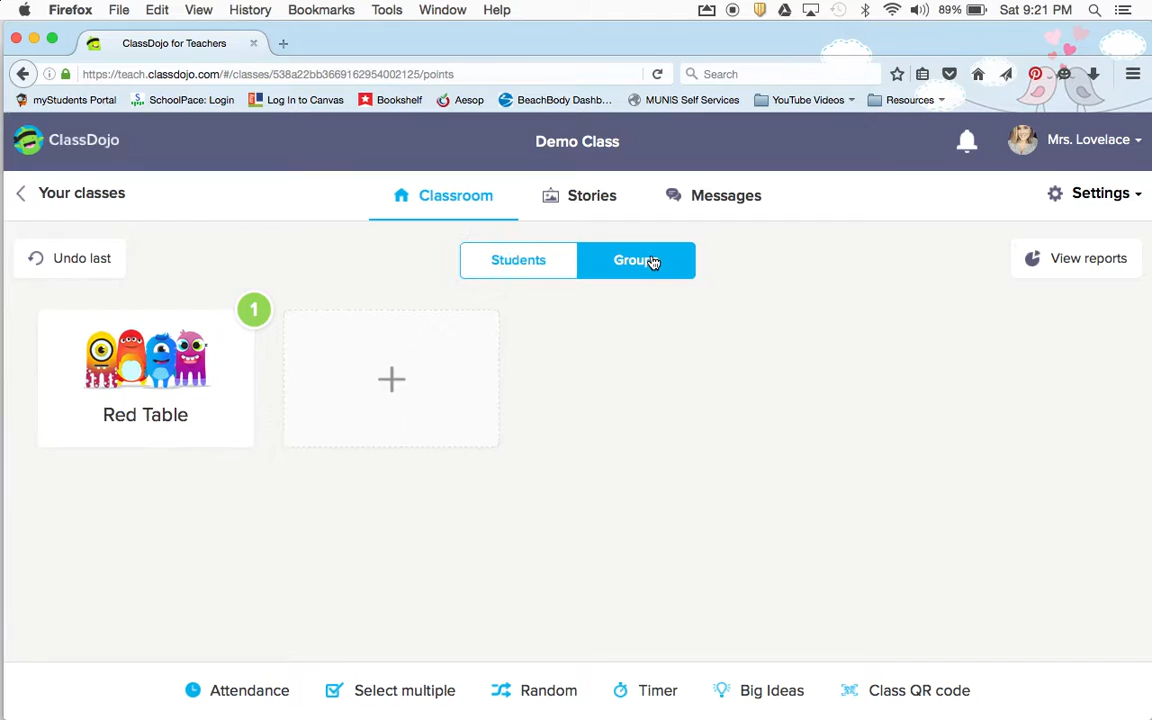 Firefox File Edit View History Bookmarks Tools Window Help 89% Sat 9:21 PM
ClassDojo for Teachers
https://teach.classdojo.com/#/classes/538a22bb3669162954002125/points Search
myStudents Portal SchoolPace: Login Log In to Canvas Bookshelf Aesop BeachBody Dashb... MUNIS Self Services YouTube Videos Resources
ClassDojo Demo Class Mrs. Lovelace
Your classes Classroom Stories Messages Settings
Undo last Students Groups View reports
1
Red Table
Attendance Select multiple Random Timer Big Ideas Class QR code